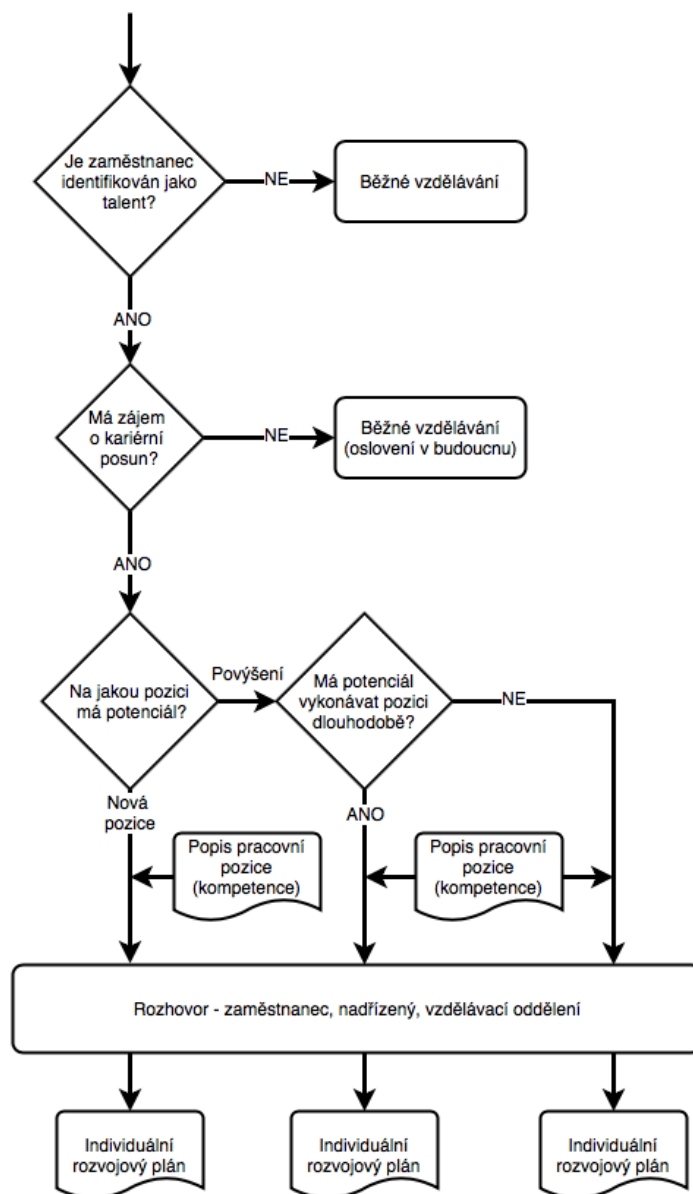 Je zaměstnanec
identifikován jako
talent?
NE
Běžné vzdělávání
ANO
Má zájem
o kariérní
posun?
NE
Běžné vzdělávání
(oslovení v budoucnu)
ANO
Na jakou pozici
má potenciál?
Povýšení
Má potenciál
vykonávat pozici
dlouhodobě?
NE
Nová
pozice
ANO
Popis pracovní
pozice
(kompetence)
Popis pracovní
pozice
(kompetence)
Rozhovor - zaměstnanec, nadřízený, vzdělávací oddělení
Individuální
rozvojový plán
Individuální
rozvojový plán
Individuální
rozvojový plán